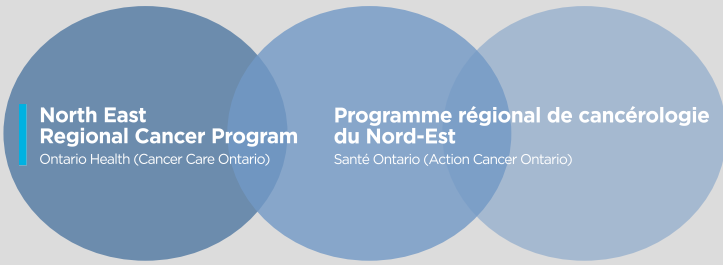 North East
Regional Cancer Program
Ontario Health (Cancer Care Ontario)
Programme régional de cancérologie
du Nord-Est
Santé Ontario (Action Cancer Ontario)